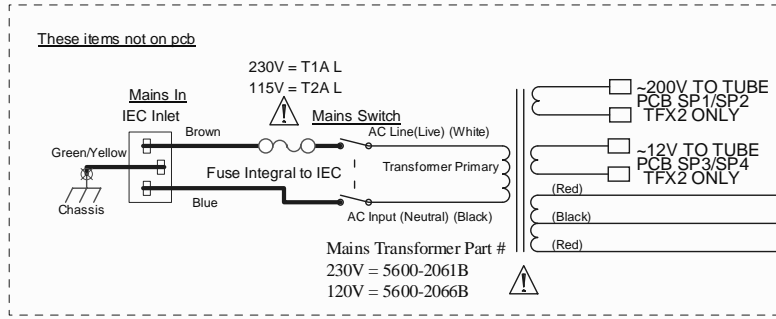 These items not on pcb
230V = T1A L
115V = T2A L
Mains In
IEC Inlet
Mains Switch
Brown
AC Line(Live) (White)
Green/Yellow
Fuse Integral to IEC
Transformer Primary
Chassis
Blue
AC Input (Neutral) (Black)
Mains Transformer Part #
230V = 5600-2061B
120V = 5600-2066B
~200V TO TUBE
PCB SP1/SP2
TFX2 ONLY
~12V TO TUBE
PCB SP3/SP4
TFX2 ONLY
(Red)
(Black)
(Red)